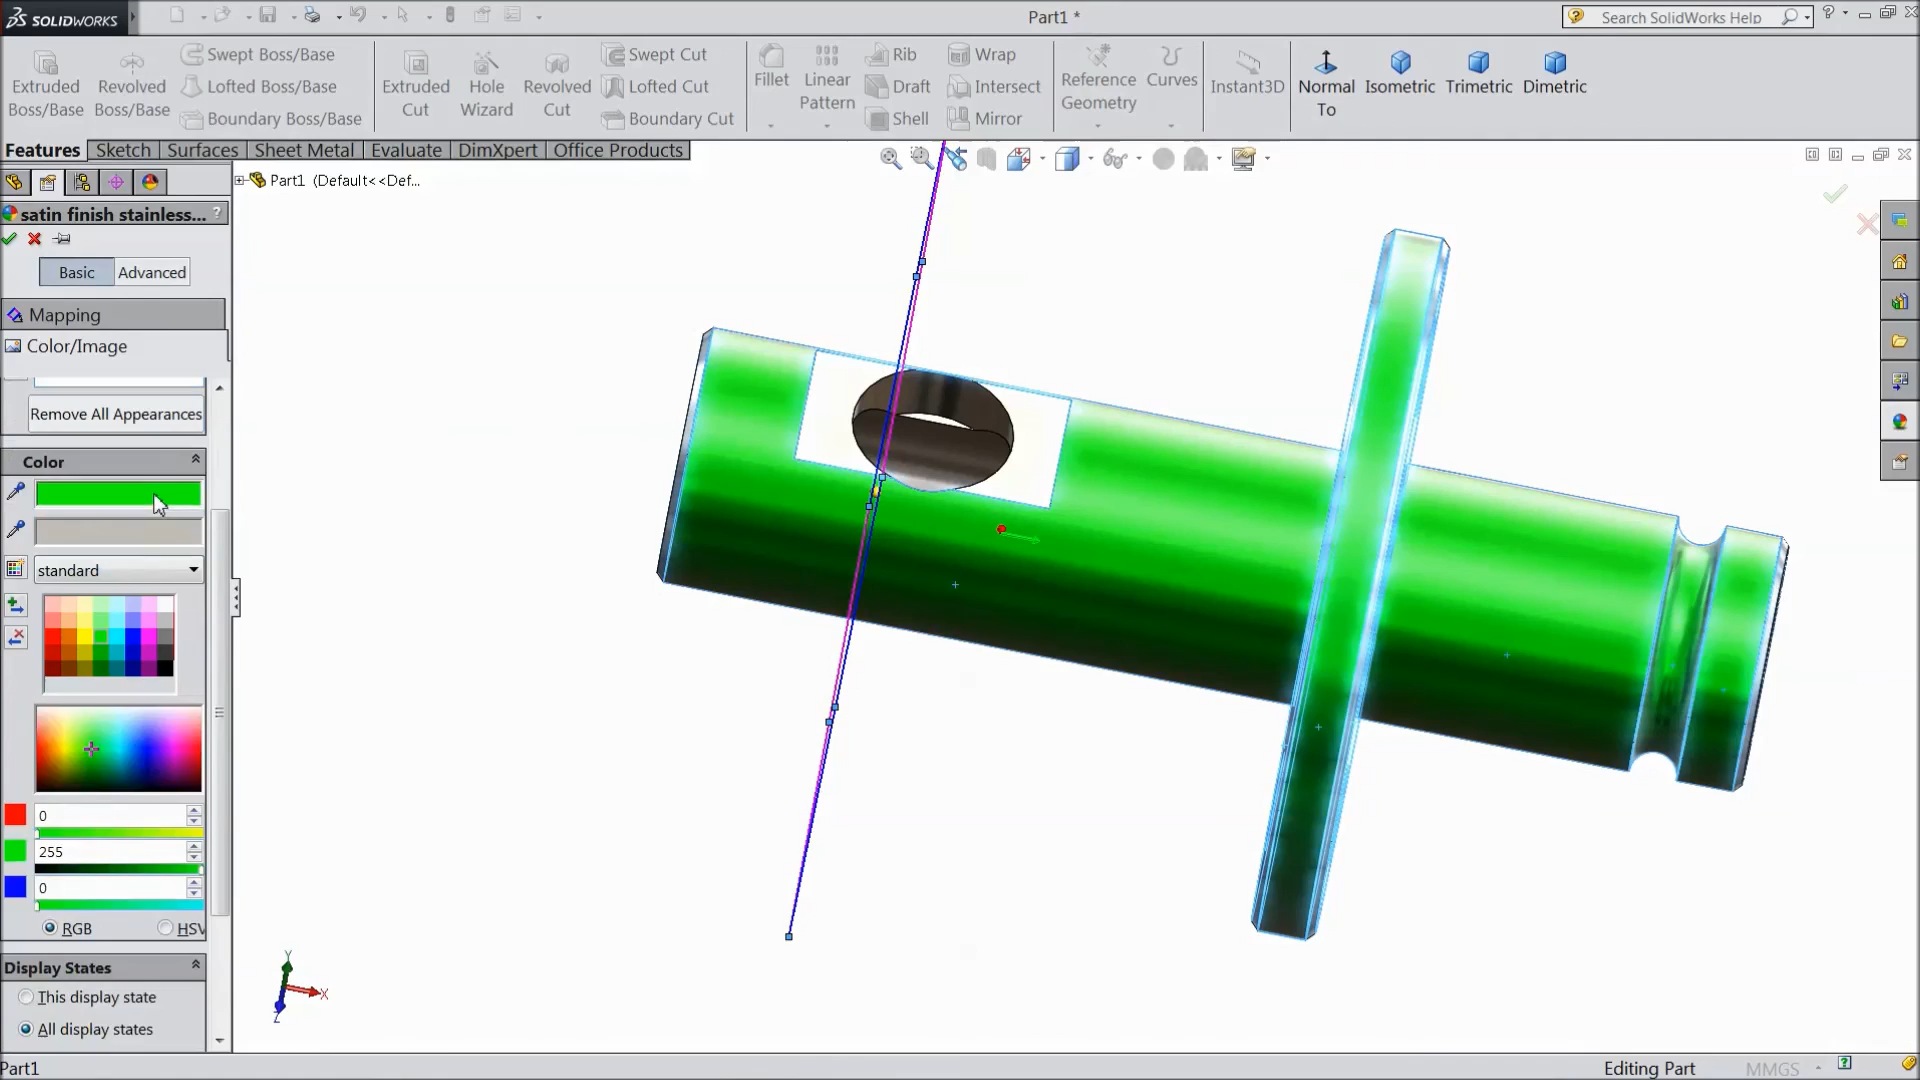 SOLIDWORKS
Part1 *
Search SolidWorks Help
Extruded Boss/Base
Revolved Boss/Base
Swept Boss/Base
Lofted Boss/Base
Boundary Boss/Base
Extruded Cut
Hole Wizard
Revolved Cut
Swept Cut
Lofted Cut
Boundary Cut
Fillet
Linear Pattern
Rib
Draft
Shell
Wrap
Intersect
Mirror
Reference Geometry
Curves
Instant3D
Normal To
Isometric
Trimetric
Dimetric
Features
Sketch
Surfaces
Sheet Metal
Evaluate
DimXpert
Office Products
Part1 (Default<<Def...
satin finish stainless... ?
Basic
Advanced
Mapping
Color/Image
Remove All Appearances
Color
standard
0
255
0
RGB
HSV
Display States
This display state
All display states
Y
X
Z
Part1
Editing Part
MMGS